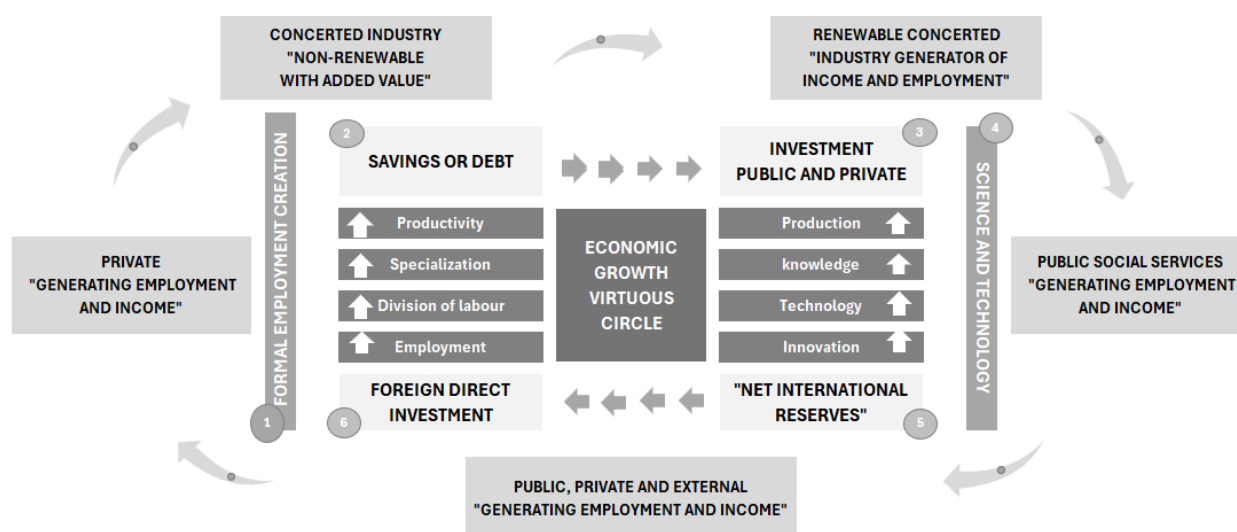 CONCERTED INDUSTRY
"NON-RENEWABLE
WITH ADDED VALUE"
RENEWABLE CONCERTED
"INDUSTRY GENERATOR OF
INCOME AND EMPLOYMENT"
PRIVATE
"GENERATING EMPLOYMENT
AND INCOME"
FORMAL EMPLOYMENT CREATION
1
2
SAVINGS OR DEBT
Productivity
Specialization
Division of labour
Employment
FOREIGN DIRECT
INVESTMENT
6
ECONOMIC
GROWTH
VIRTUOUS
CIRCLE
3
INVESTMENT
PUBLIC AND PRIVATE
Production
knowledge
Technology
Innovation
"NET INTERNATIONAL
RESERVES"
5
4
SCIENCE AND TECHNOLOGY
PUBLIC SOCIAL SERVICES
"GENERATING EMPLOYMENT
AND INCOME"
PUBLIC, PRIVATE AND EXTERNAL
"GENERATING EMPLOYMENT AND INCOME"